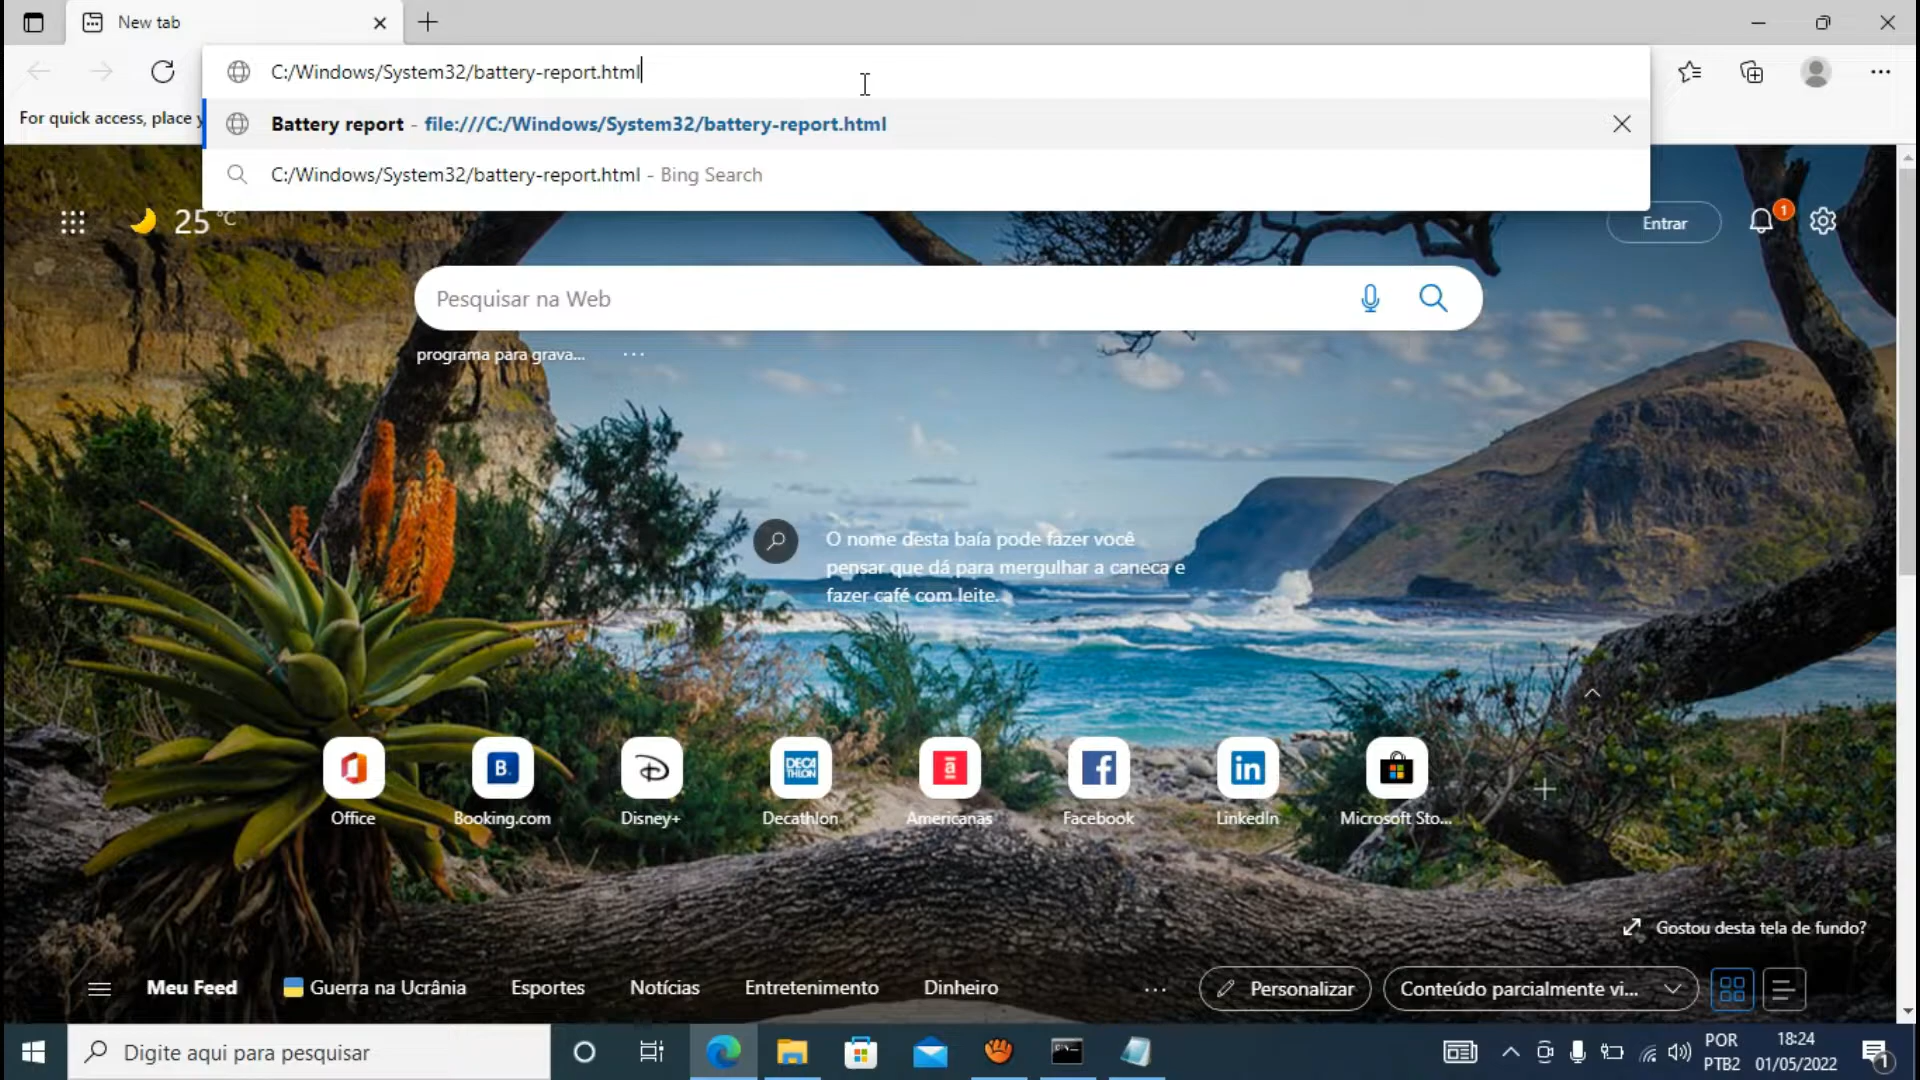 New tab
C:/Windows/System32/battery-report.html
For quick access, place y
Battery report - file:///C:/Windows/System32/battery-report.html
C:/Windows/System32/battery-report.html - Bing Search
25 °C
Entrar
1
Pesquisar na Web
programa para grava...
O nome desta baía pode fazer você
pensar que dá para mergulhar a caneca e
fazer café com leite.
B.
DECA
THLON
ā
Office
Booking.com
Disney+
Decathlon
Americanas
Facebook
LinkedIn
Microsoft Sto...
Gostou desta tela de fundo?
Meu Feed
Guerra na Ucrânia
Esportes
Notícias
Entretenimento
Dinheiro
Personalizar
Conteúdo parcialmente vi...
Digite aqui para pesquisar
POR
PTB2
18:24
01/05/2022
1